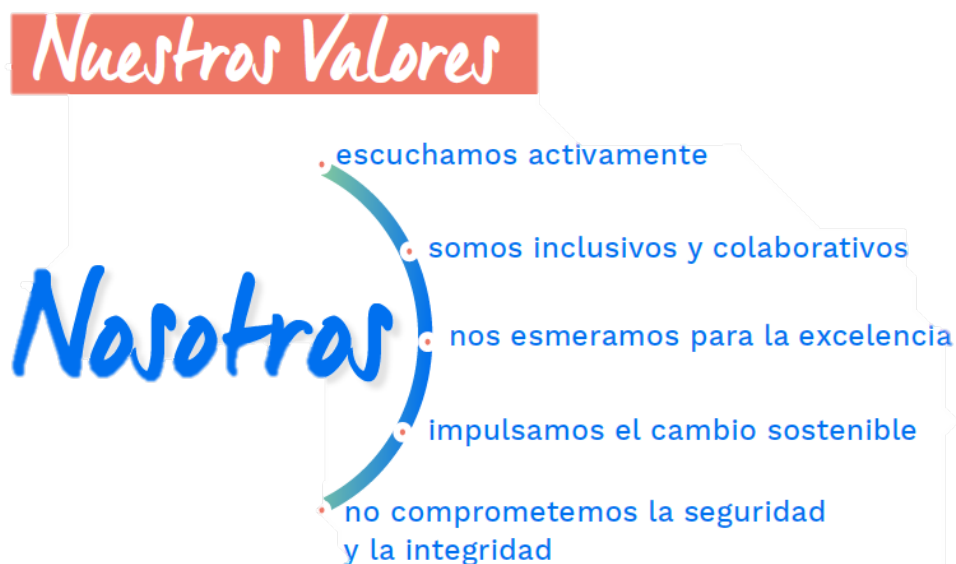 Nuestros Valores
escuchamos activamente
somos inclusivos y colaborativos
Nosotros
nos esmeramos para la excelencia
impulsamos el cambio sostenible
no comprometemos la seguridad
y la integridad